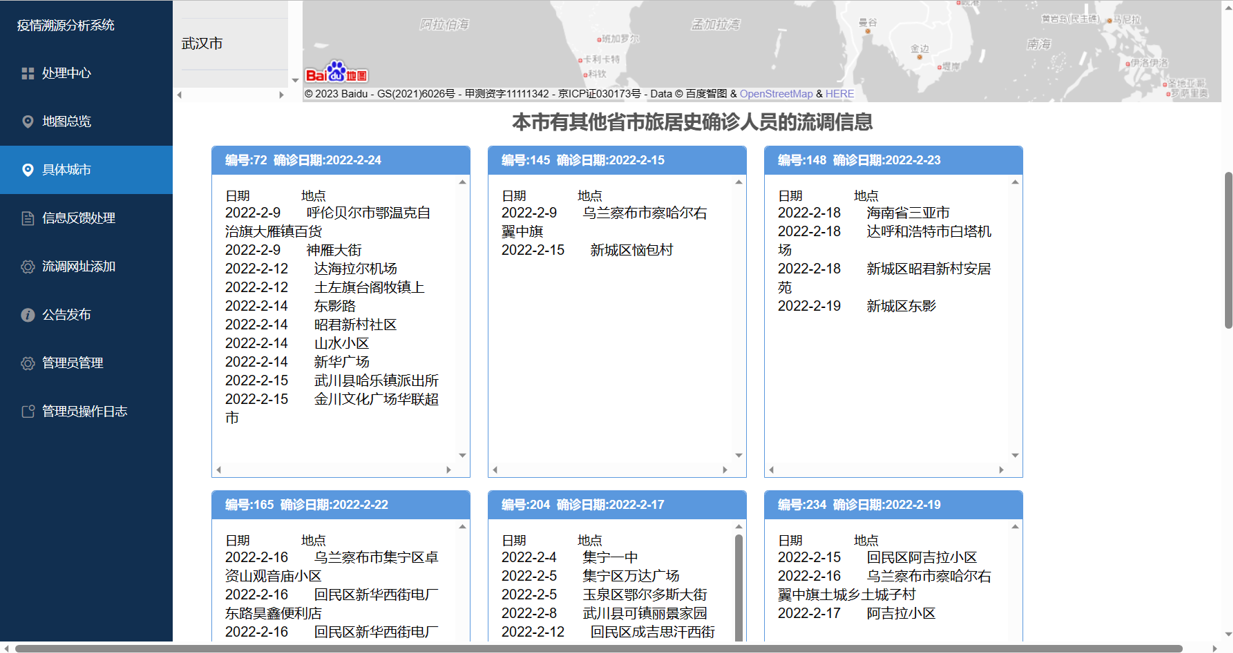 疫情溯源分析系统
处理中心
地图总览
具体城市
信息反馈处理
流调网址添加
公告发布
管理员管理
管理员操作日志
武汉市
阿拉伯海
孟加拉湾
班加罗尔
卡利卡特
科钦
曼谷
金边
富摩
南海
黄岩岛(民主礁)
马尼拉
伊洛伊洛
Bai du 地图
© 2023 Baidu - GS(2021)6026号 - 甲测资字11111342 - 京ICP证030173号 - Data © 百度智图 & OpenStreetMap & HERE
本市有其他省市旅居史确诊人员的流调信息
编号:72 确诊日期:2022-2-24
日期 地点
2022-2-9 呼伦贝尔市鄂温克自
治旗大雁镇百货
2022-2-9 神雁大街
2022-2-12 达海拉尔机场
2022-2-12 土左旗台阁牧镇上
2022-2-14 东影路
2022-2-14 昭君新村社区
2022-2-14 山水小区
2022-2-14 新华广场
2022-2-15 武川县哈乐镇派出所
2022-2-15 金川文化广场华联超
市
编号:145 确诊日期:2022-2-15
日期 地点
2022-2-9 乌兰察布市察哈尔右
翼中旗
2022-2-15 新城区恼包村
编号:148 确诊日期:2022-2-23
日期 地点
2022-2-18 海南省三亚市
2022-2-18 达呼和浩特市白塔机
场
2022-2-18 新城区昭君新村安居
苑
2022-2-19 新城区东影
编号:165 确诊日期:2022-2-22
日期 地点
2022-2-16 乌兰察布市集宁区卓
资山观音庙小区
2022-2-16 回民区新华西街电厂
东路昊鑫便利店
2022-2-16 回民区新华西街电厂
编号:204 确诊日期:2022-2-17
日期 地点
2022-2-4 集宁一中
2022-2-5 集宁区万达广场
2022-2-5 玉泉区鄂尔多斯大街
2022-2-8 武川县可镇丽景家园
2022-2-12 回民区成吉思汗西街
编号:234 确诊日期:2022-2-19
日期 地点
2022-2-15 回民区阿吉拉小区
2022-2-16 乌兰察布市察哈尔右
翼中旗土城乡土城子村
2022-2-17 阿吉拉小区